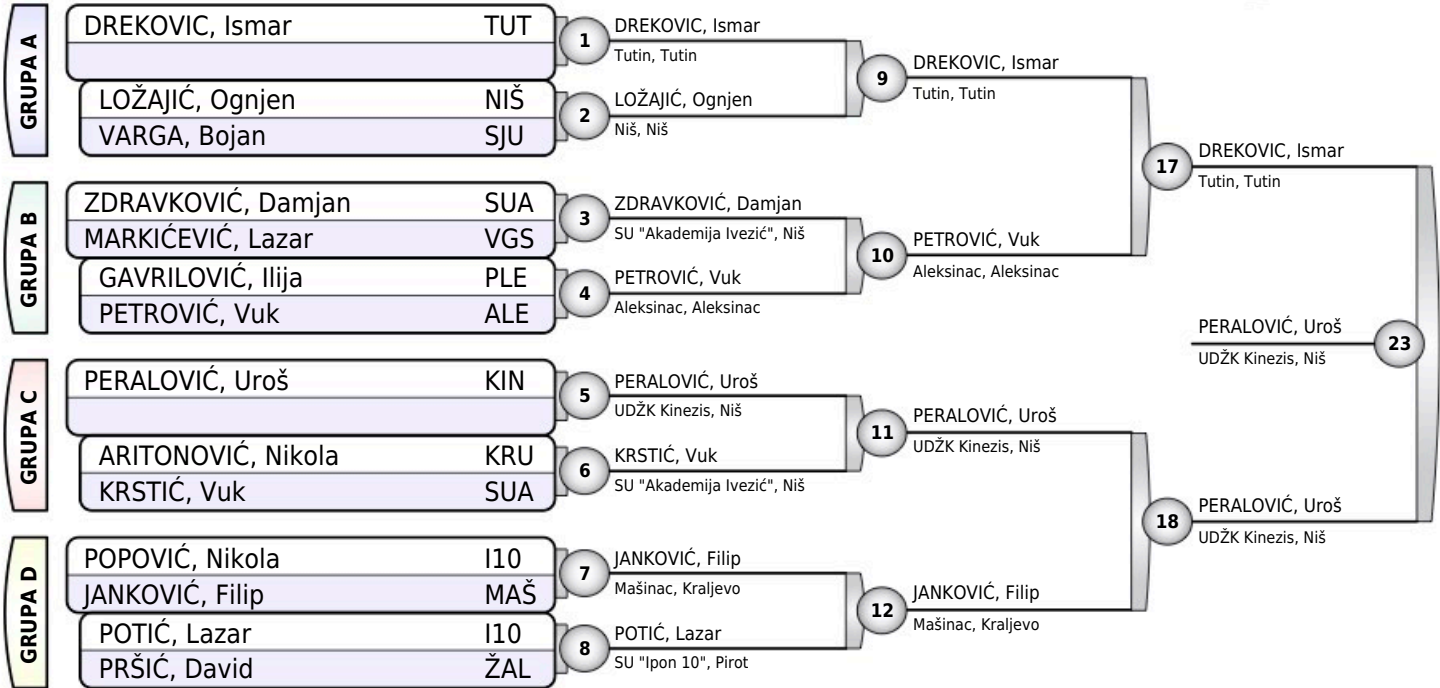 GRUPA A
DREKOVIC, Ismar TUT
LOŽAJIĆ, Ognjen NIŠ
VARGA, Bojan SJU
GRUPA B
ZDRAVKOVIĆ, Damjan SUA
MARKIĆEVIĆ, Lazar VGS
GAVRILOVIĆ, Ilija PLE
PETROVIĆ, Vuk ALE
GRUPA C
PERALOVIĆ, Uroš KIN
ARITONOVIĆ, Nikola KRU
KRSTIĆ, Vuk SUA
GRUPA D
POPOVIĆ, Nikola I10
JANKOVIĆ, Filip MAŠ
POTIĆ, Lazar I10
PRŠIĆ, David ŽAL
1
DREKOVIC, Ismar
Tutin, Tutin
2
LOŽAJIĆ, Ognjen
Niš, Niš
3
ZDRAVKOVIĆ, Damjan
SU "Akademija Ivezić", Niš
4
PETROVIĆ, Vuk
Aleksinac, Aleksinac
5
PERALOVIĆ, Uroš
UDŽK Kinezis, Niš
6
KRSTIĆ, Vuk
SU "Akademija Ivezić", Niš
7
JANKOVIĆ, Filip
Mašinac, Kraljevo
8
POTIĆ, Lazar
SU "Ipon 10", Pirot
9
DREKOVIC, Ismar
Tutin, Tutin
10
PETROVIĆ, Vuk
Aleksinac, Aleksinac
11
PERALOVIĆ, Uroš
UDŽK Kinezis, Niš
12
JANKOVIĆ, Filip
Mašinac, Kraljevo
17
DREKOVIC, Ismar
Tutin, Tutin
18
PERALOVIĆ, Uroš
UDŽK Kinezis, Niš
PERALOVIĆ, Uroš
UDŽK Kinezis, Niš
23